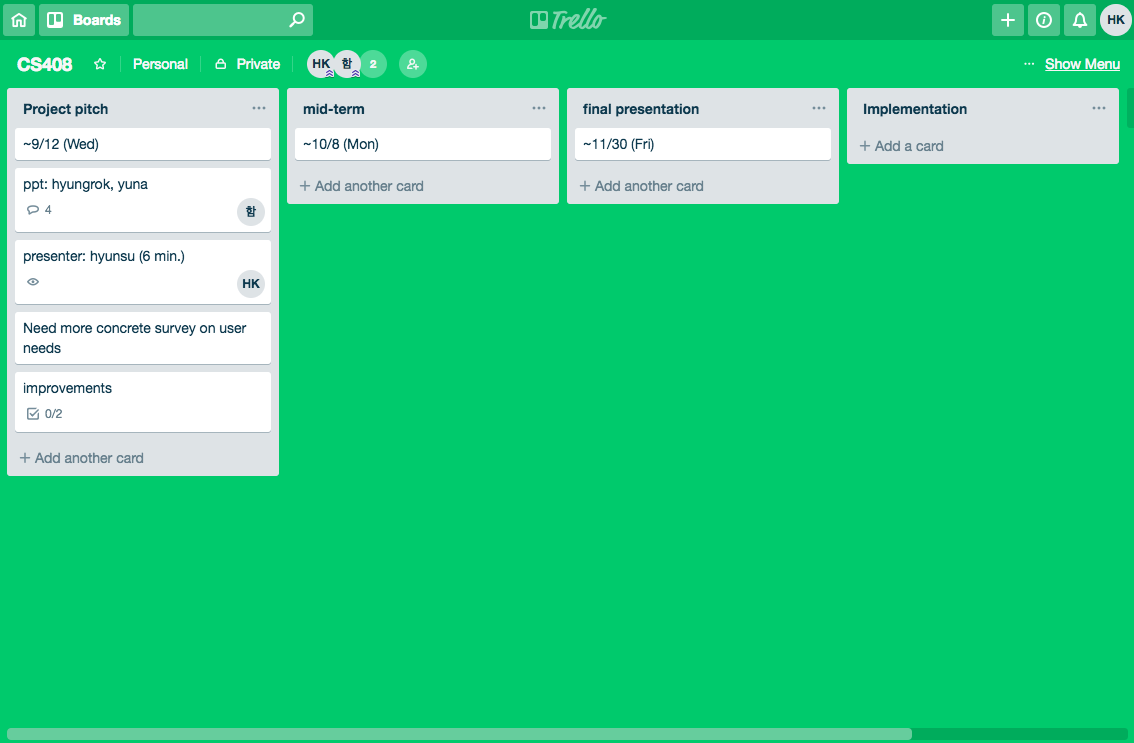 Boards
Trello
HK
CS408
Personal
Private
HK
함
2
Show Menu
Project pitch
~9/12 (Wed)
ppt: hyungrok, yuna
4
함
presenter: hyunsu (6 min.)
HK
Need more concrete survey on user
needs
improvements
0/2
+ Add another card
mid-term
~10/8 (Mon)
+ Add another card
final presentation
~11/30 (Fri)
+ Add another card
Implementation
+ Add a card